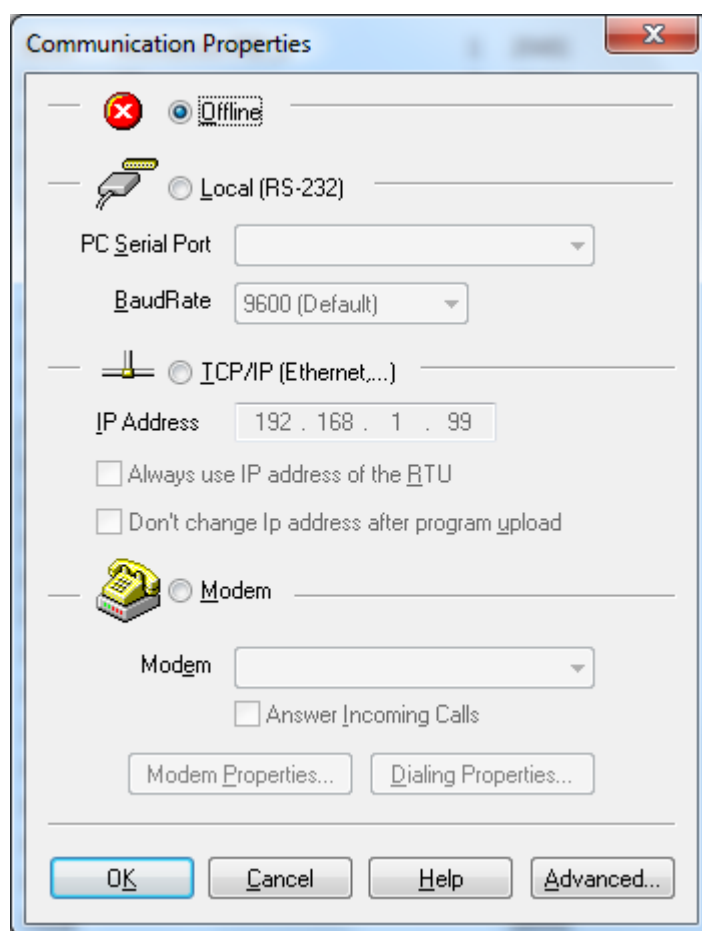 Communication Properties
Offline
Local (RS-232)
PC Serial Port
BaudRate 9600 (Default)
TCP/IP (Ethernet,...)
IP Address 192 . 168 . 1 . 99
Always use IP address of the RTU
Don't change Ip address after program upload
Modem
Modem
Answer Incoming Calls
Modem Properties... Dialing Properties...
OK Cancel Help Advanced...